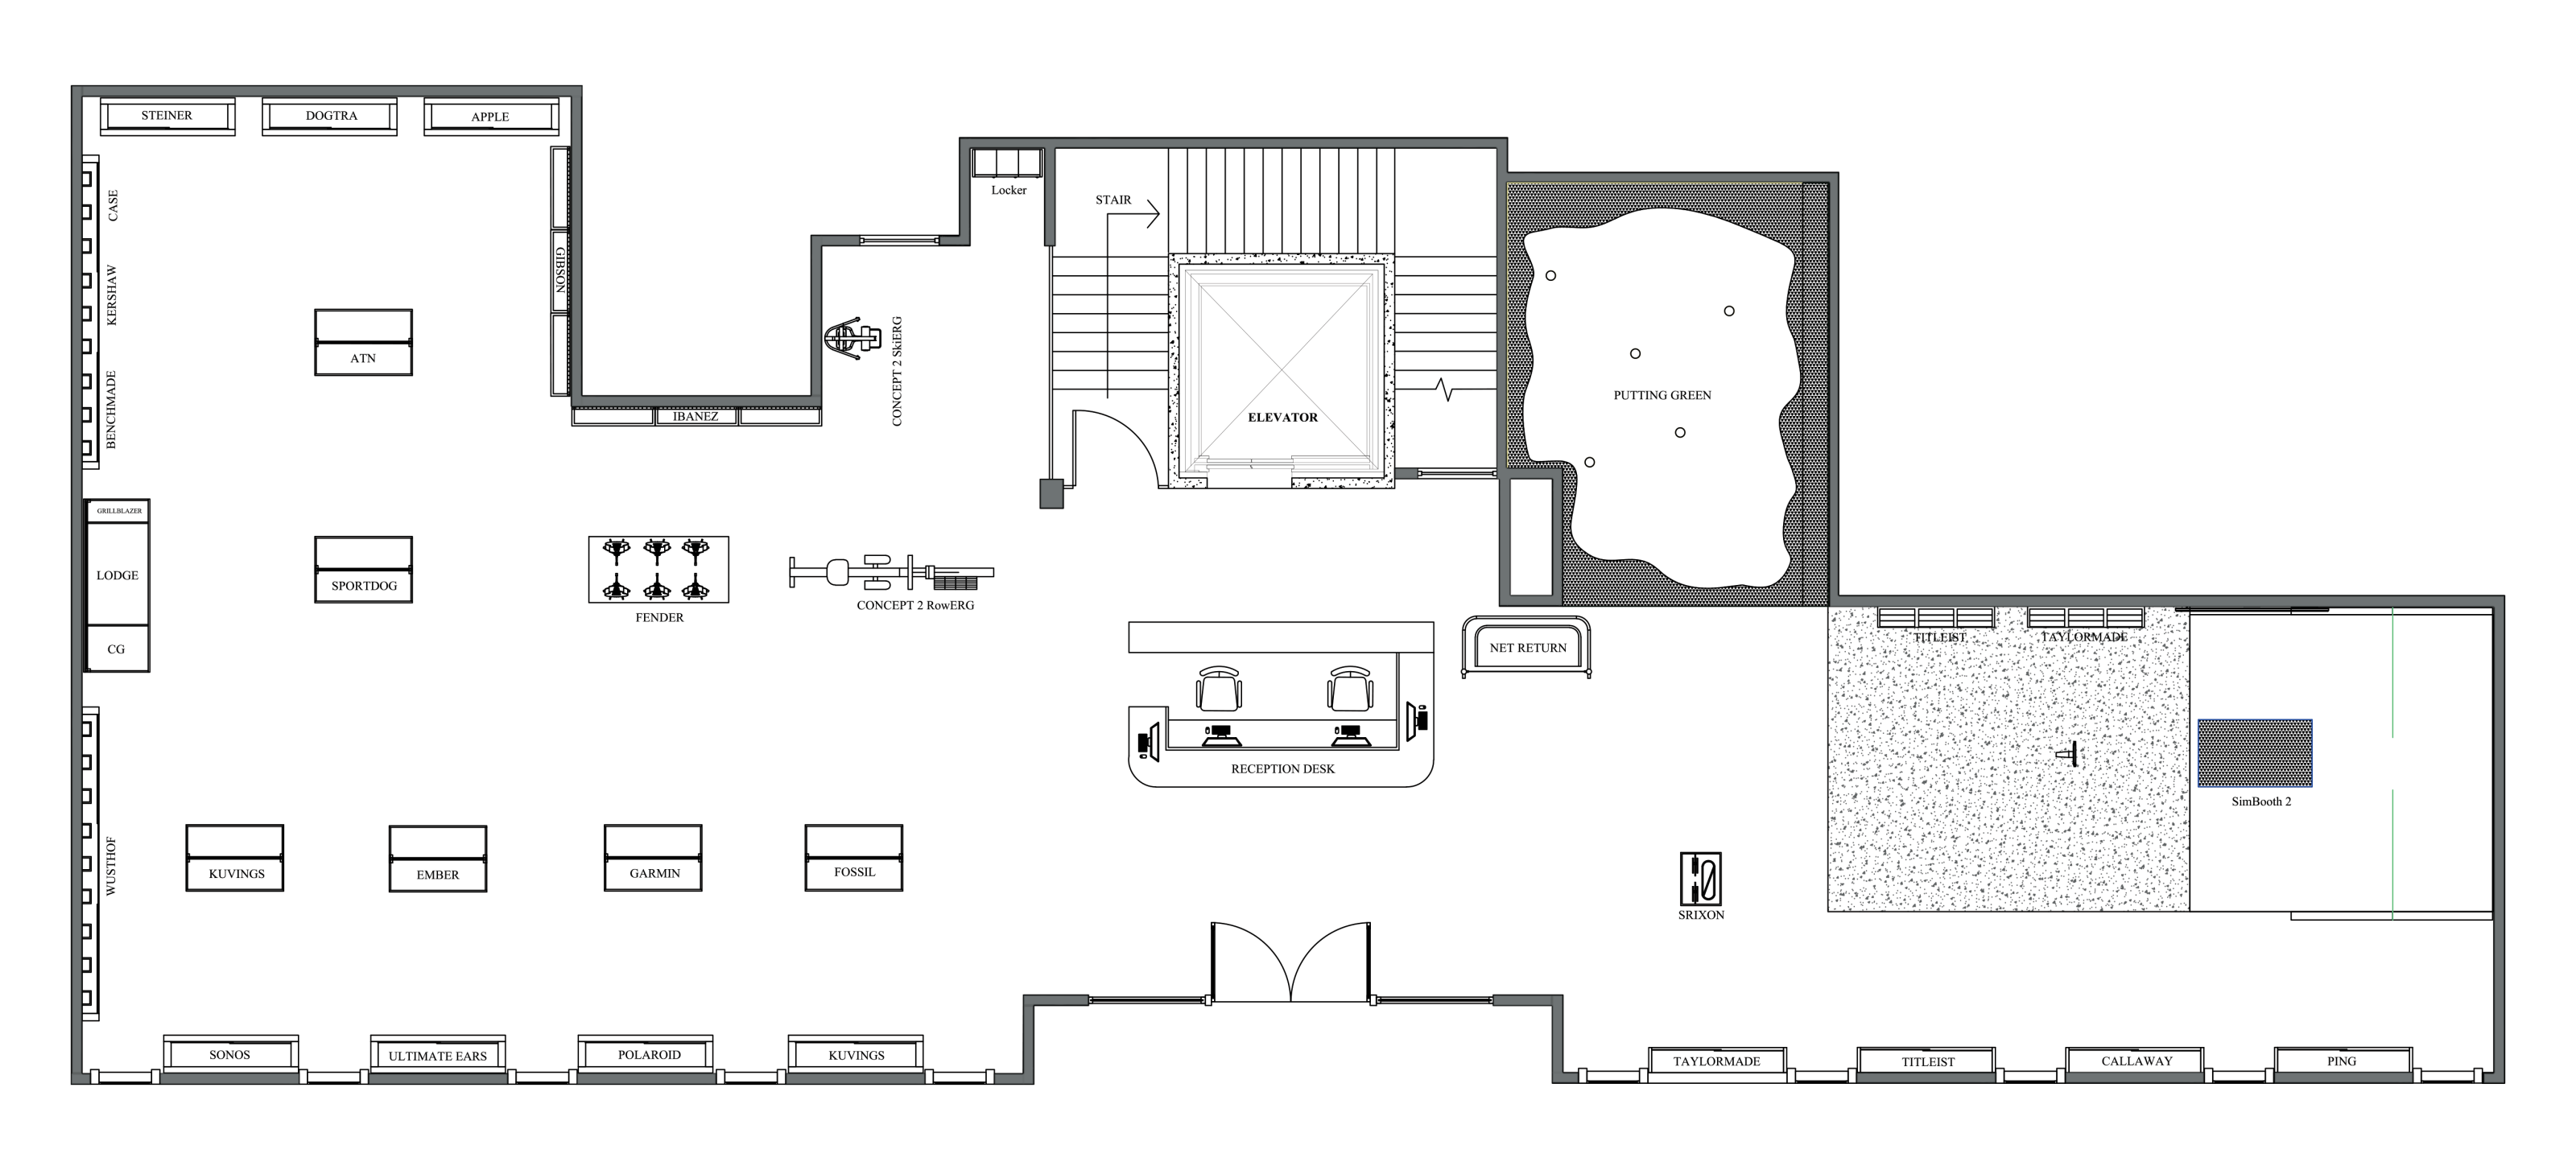 STEINER
DOGTRA
APPLE
CASE
KERSHAW
BENCHMADE
GIBSON
ATN
IBANEZ
CONCEPT 2 SkiERG
Locker
STAIR
ELEVATOR
PUTTING GREEN
GRILLBLAZER
LODGE
CG
SPORTDOG
FENDER
CONCEPT 2 RowERG
NET RETURN
TITLEIST
TAYLORMADE
RECEPTION DESK
SimBooth 2
WUSTHOF
KUVINGS
EMBER
GARMIN
FOSSIL
SRIXON
SONOS
ULTIMATE EARS
POLAROID
KUVINGS
TAYLORMADE
TITLEIST
CALLAWAY
PING